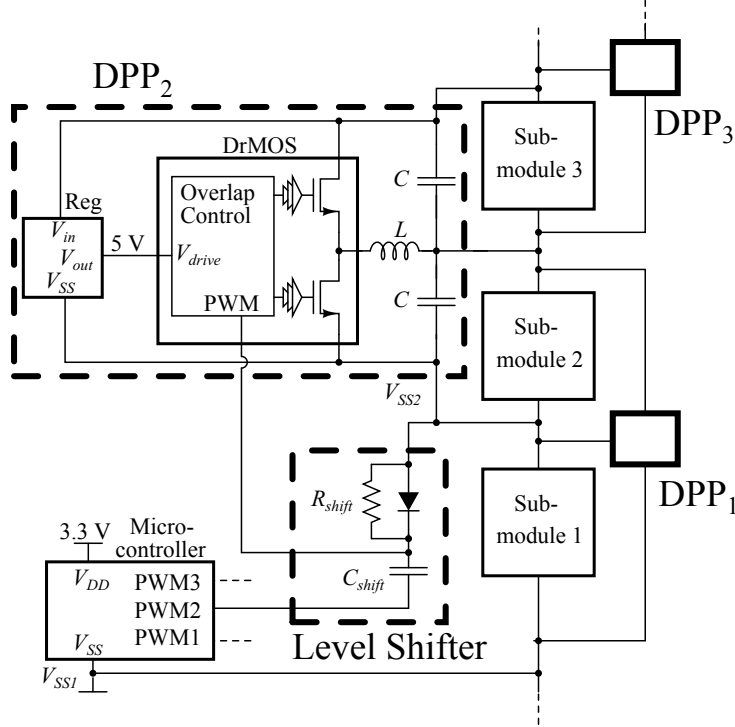 DPP2
DPP3
DrMOS
Sub-
module 3
Reg
Overlap
Control
C
Vin
Vout
VSS
5 V
Vdrive
L
PWM
C
Sub-
module 2
VSS2
DPP1
Rshift
Sub-
module 1
3.3 V
Micro-
controller
Cshift
VDD
PWM3
PWM2
PWM1
VSS
Level Shifter
VSS1